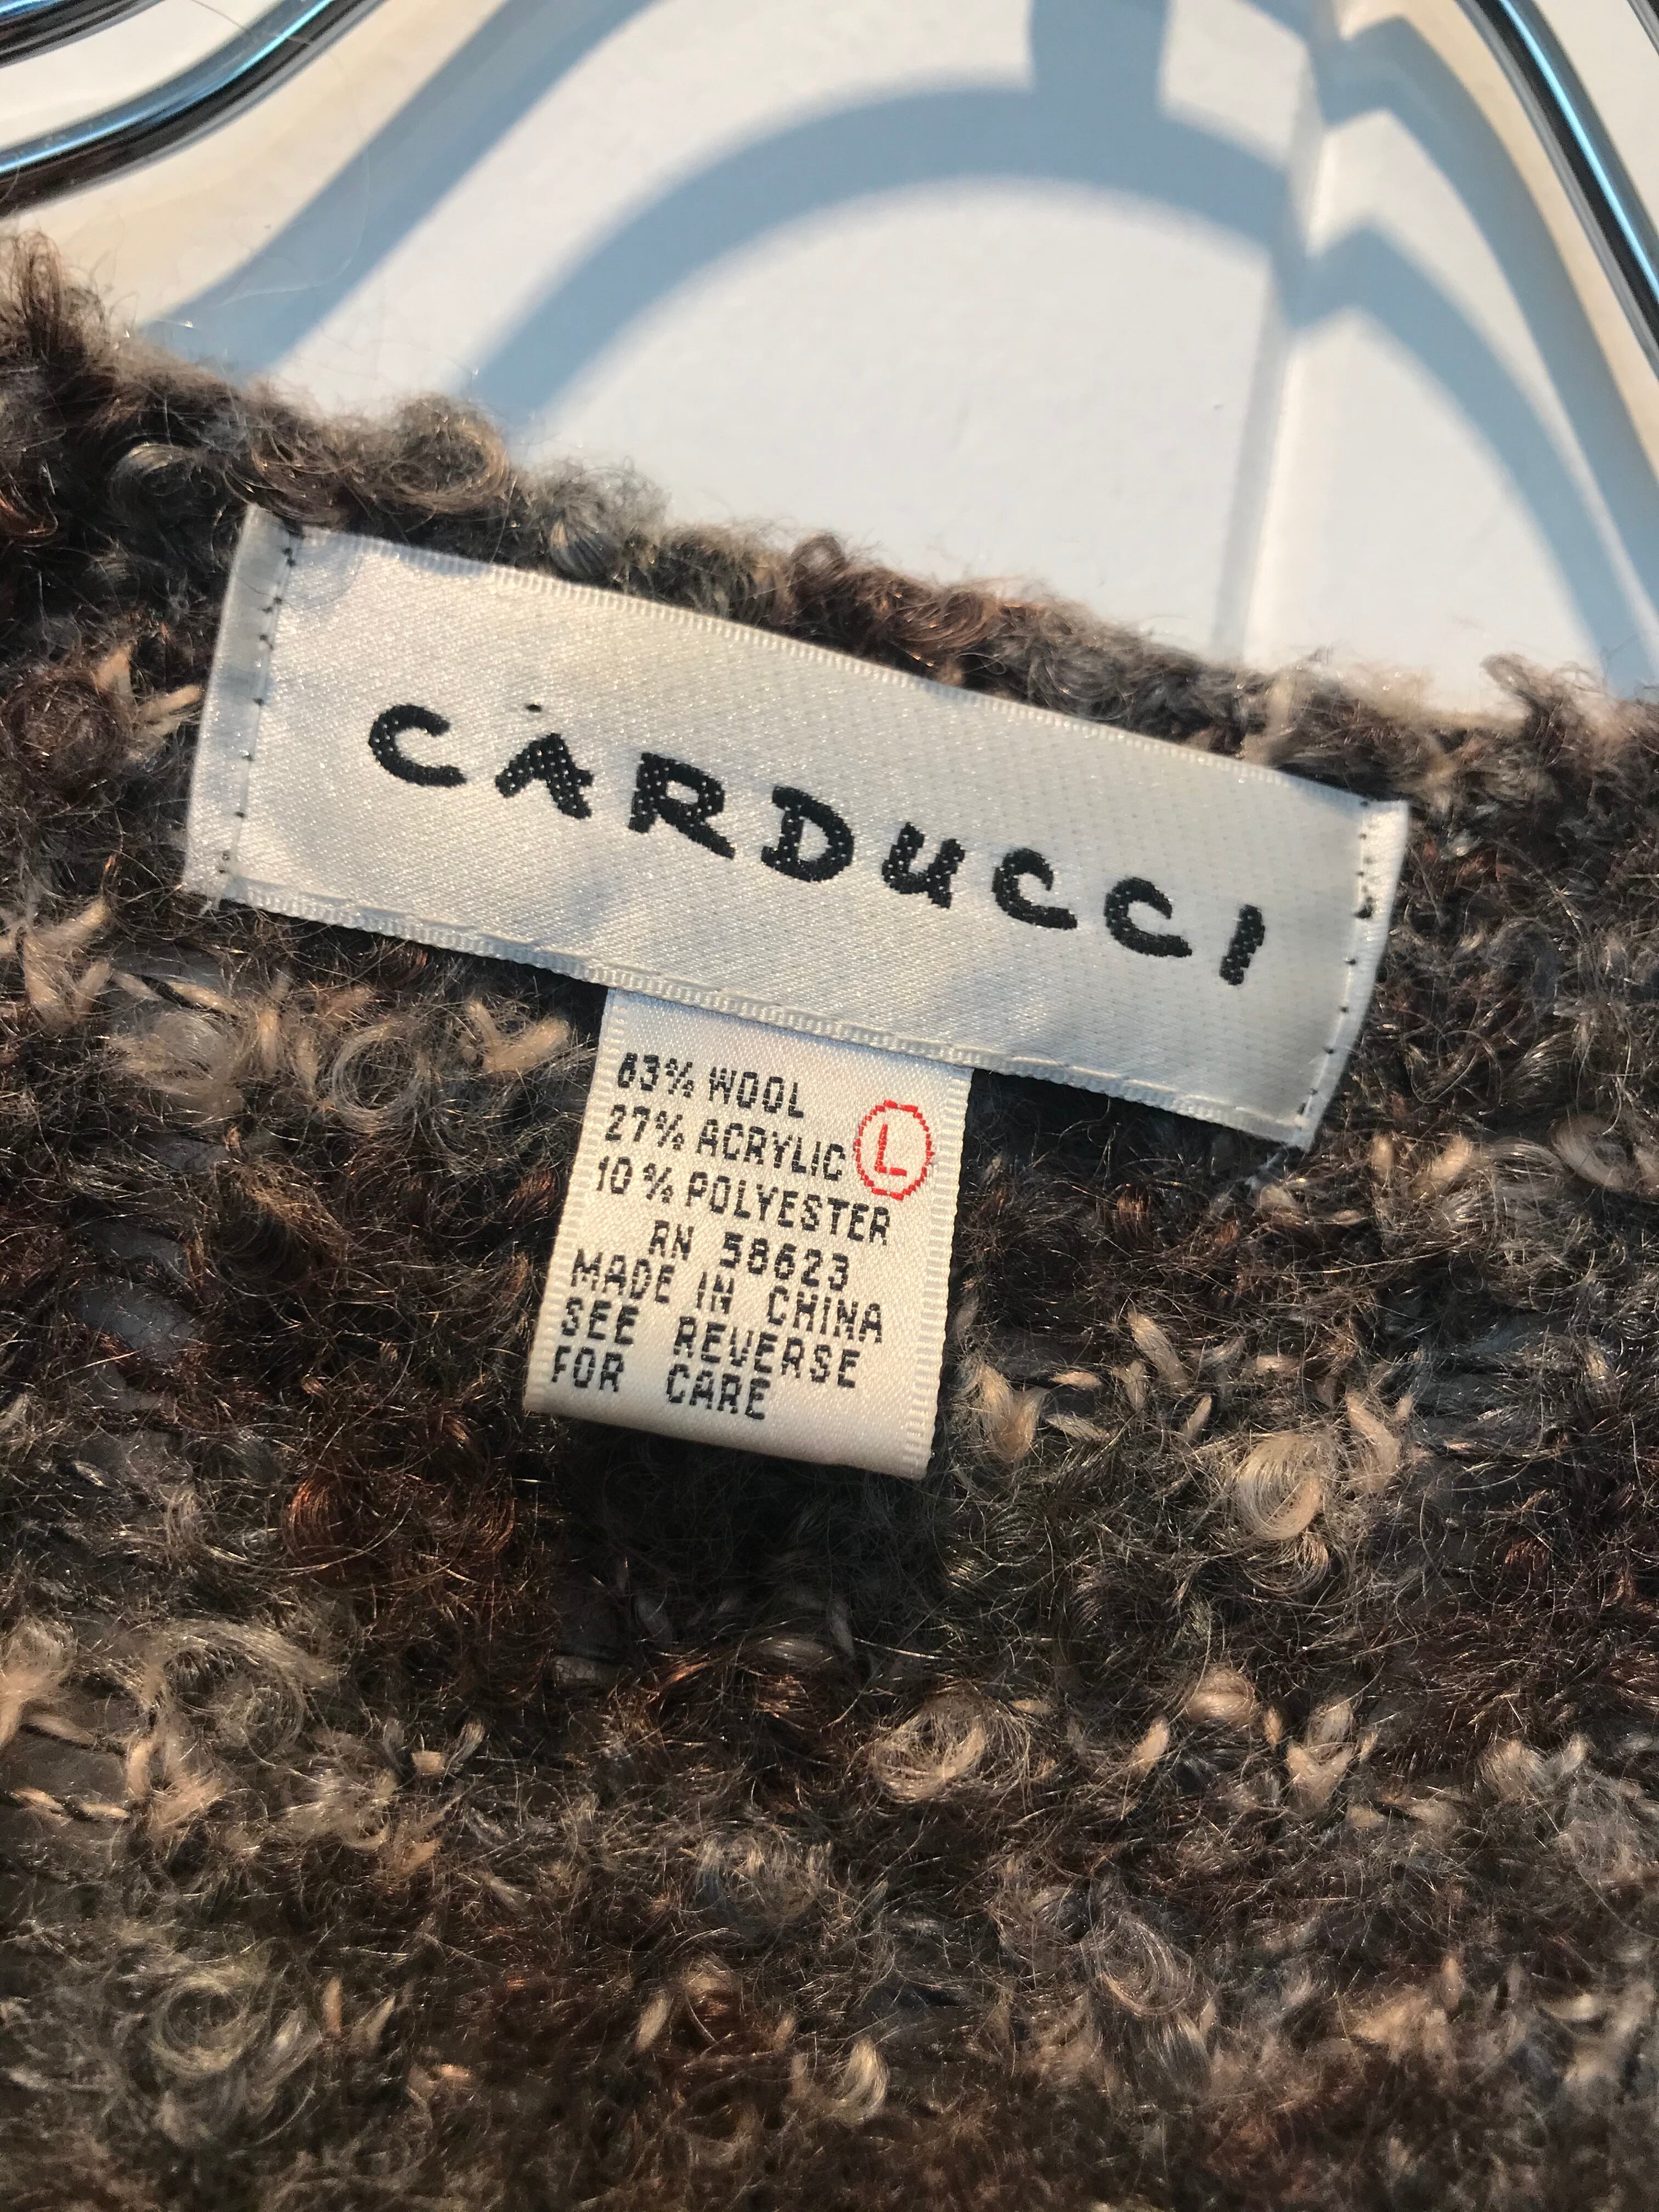 CARDUCCI
63% WOOL
27% ACRYLIC L
10% POLYESTER
RN 58623
MADE IN CHINA
SEE REVERSE
FOR CARE